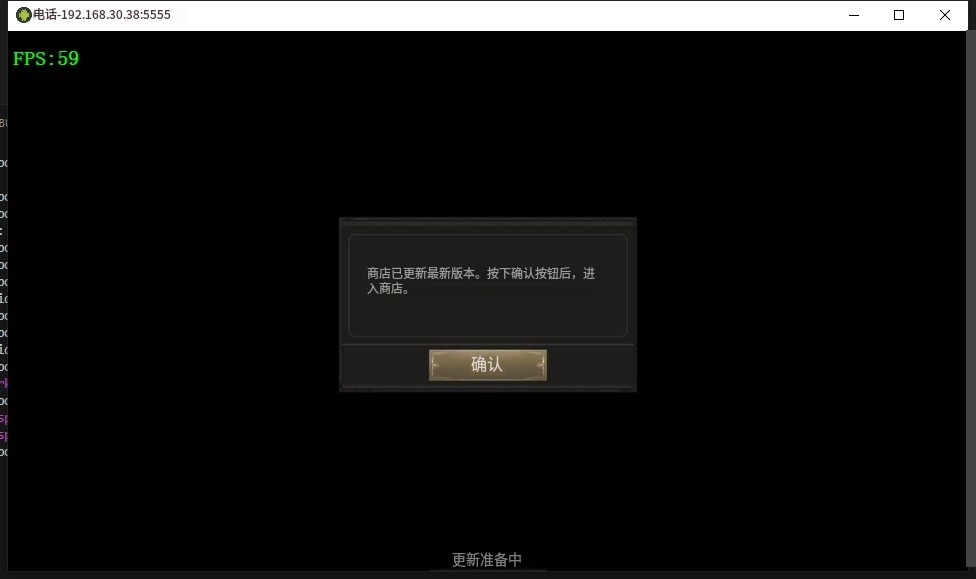 电话-192.168.30.38:5555
FPS:59
商店已更新最新版本。按下确认按钮后，进
入商店。
确认
更新准备中